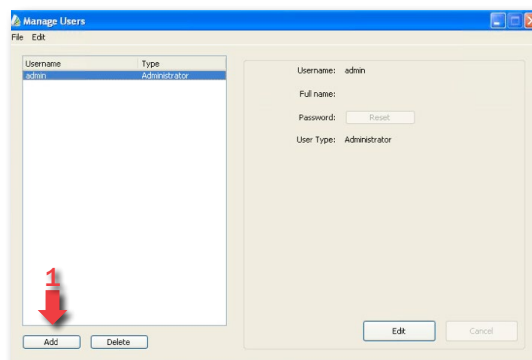 Manage Users
File Edit
Username Type
admin Administrator
Username: admin
Full name:
Password: Reset
User Type: Administrator
1
Edit Cancel
Add Delete